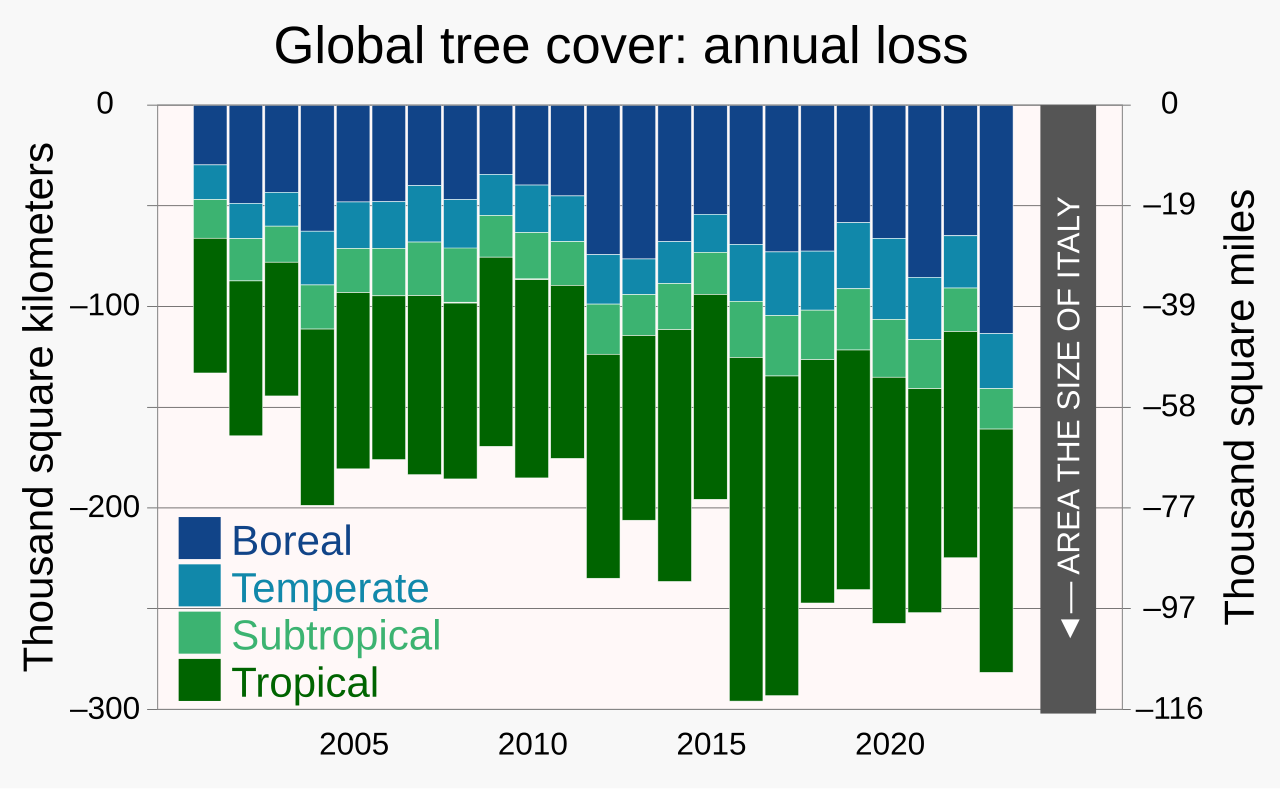 Global tree cover: annual loss
Thousand square kilometers
0
–100
–200
–300
Boreal
Temperate
Subtropical
Tropical
2005
2010
2015
2020
◄— AREA THE SIZE OF ITALY
0
–19
–39
–58
–77
–97
–116
Thousand square miles